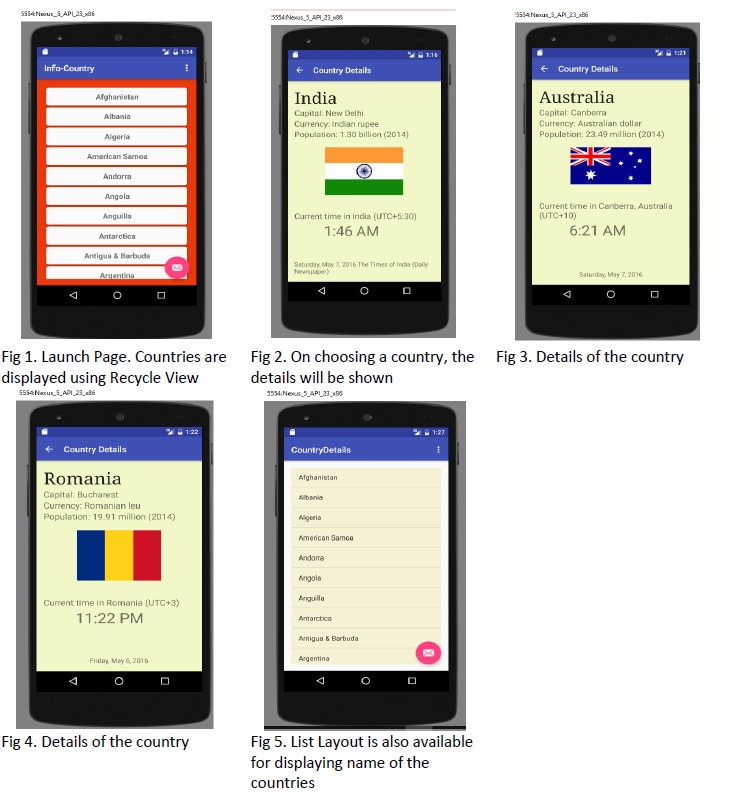 5554:Nexus_5_API_23_x86
1:14
Info-Country
Afghanistan
Albania
Algeria
American Samoa
Andorra
Angola
Anguilla
Antarctica
Antigua & Barbuda
Argentina
Fig 1. Launch Page. Countries are
displayed using Recycle View
5554:Nexus_5_API_23_x86
1:16
Country Details
India
Capital: New Delhi
Currency: Indian rupee
Population: 1.30 billion (2014)
Current time in India (UTC+5:30)
1:46 AM
Saturday, May 7, 2016 The Times of India (Daily
Newspaper)
Fig 2. On choosing a country, the
details will be shown
5554:Nexus_5_API_23_x86
1:21
Country Details
Australia
Capital: Canberra
Currency: Australian dollar
Population: 23.49 million (2014)
Current time in Canberra, Australia
(UTC+10)
6:21 AM
Saturday, May 7, 2016
Fig 3. Details of the country
5554:Nexus_5_API_23_x86
1:22
Country Details
Romania
Capital: Bucharest
Currency: Romanian leu
Population: 19.91 million (2014)
Current time in Romania (UTC+3)
11:22 PM
Friday, May 6, 2016
Fig 4. Details of the country
5554:Nexus_5_API_23_x86
1:27
CountryDetails
Afghanistan
Albania
Algeria
American Samoa
Andorra
Angola
Anguilla
Antarctica
Antigua & Barbuda
Argentina
Fig 5. List Layout is also available
for displaying name of the
countries